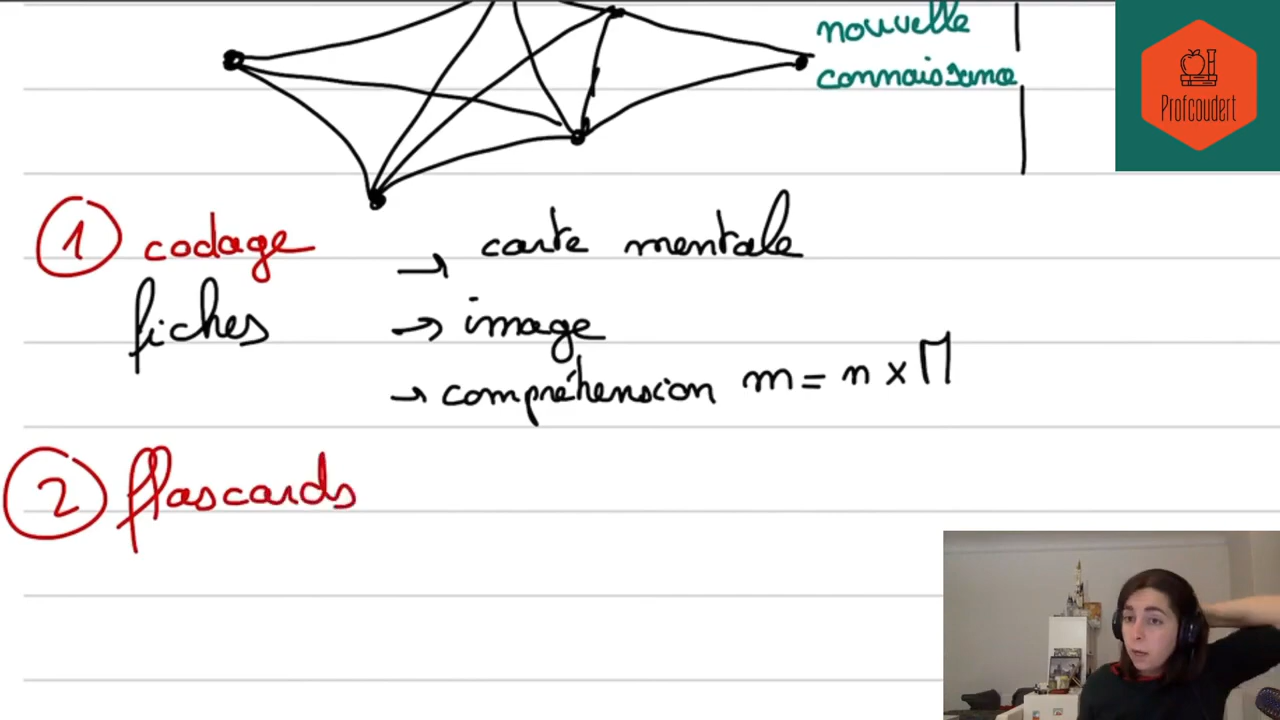 nouvelle
connaissance
Profcoudert
① codage → carte mentale
fiches → image
→ compréhension m = n × M
② flascards